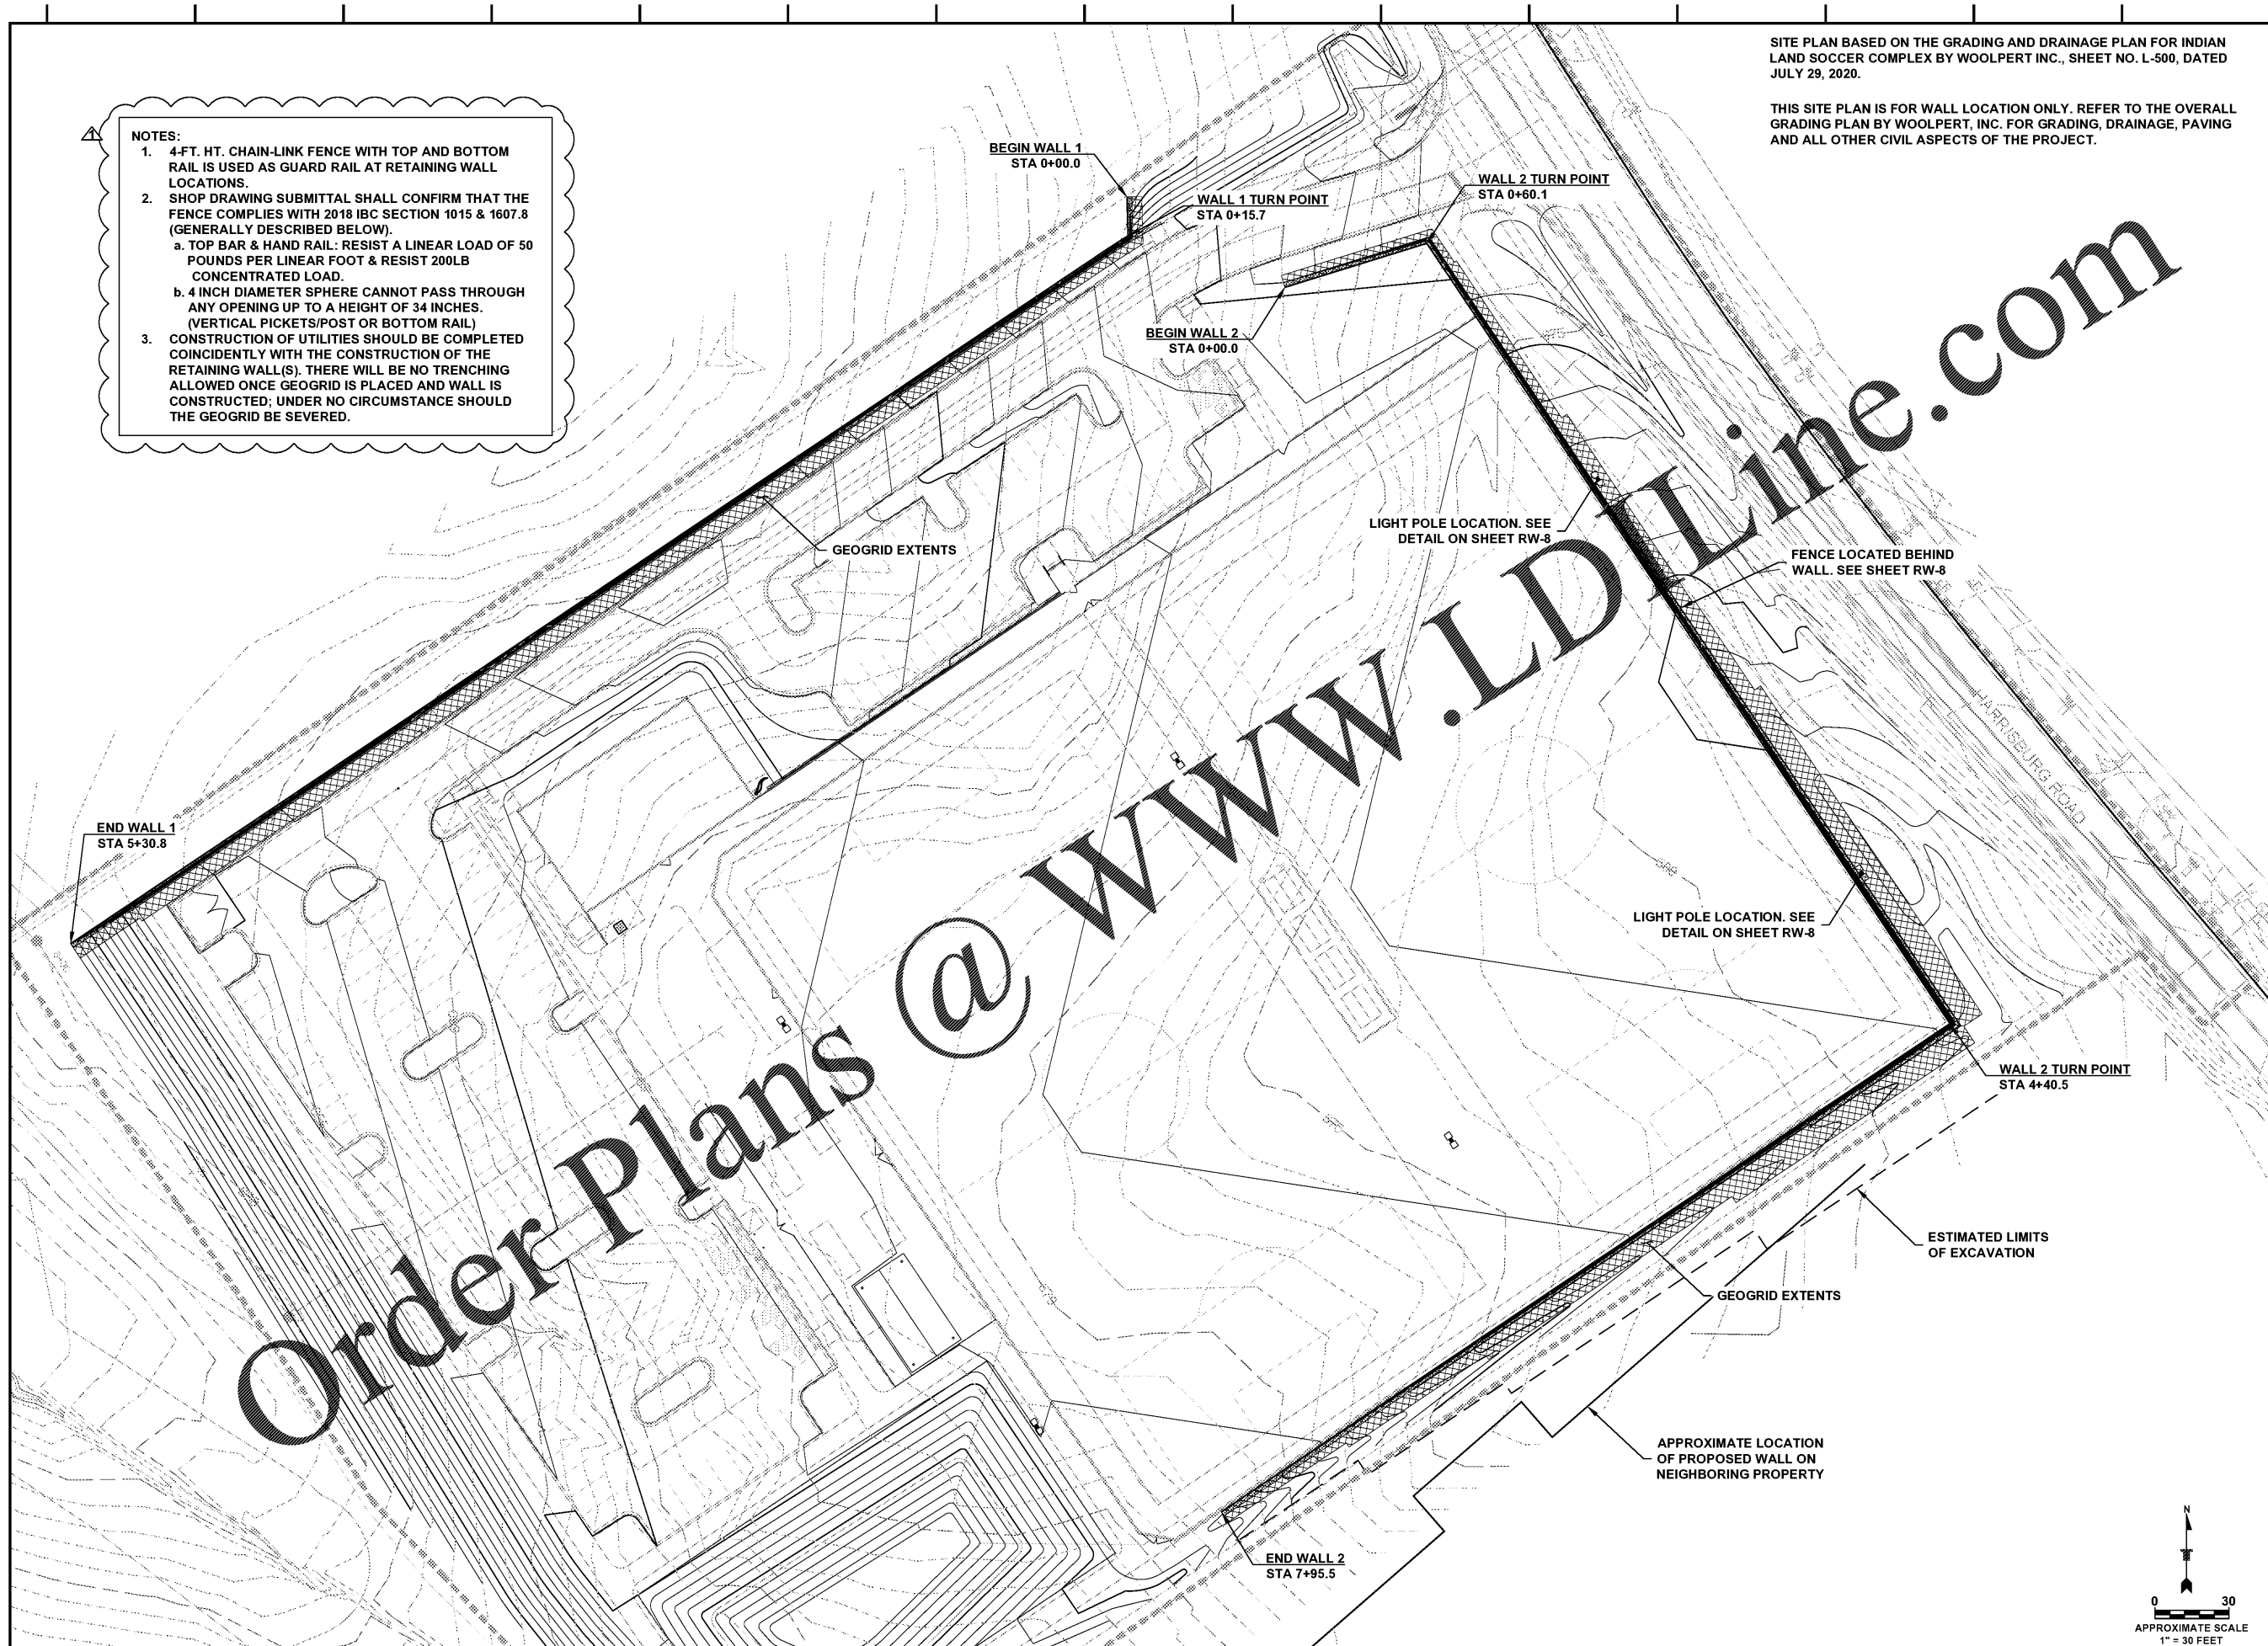 SITE PLAN BASED ON THE GRADING AND DRAINAGE PLAN FOR INDIAN
LAND SOCCER COMPLEX BY WOOLPERT INC., SHEET NO. L-500, DATED
JULY 29, 2020.
THIS SITE PLAN IS FOR WALL LOCATION ONLY. REFER TO THE OVERALL
GRADING PLAN BY WOOLPERT, INC. FOR GRADING, DRAINAGE, PAVING
AND ALL OTHER CIVIL ASPECTS OF THE PROJECT.
1
NOTES:
1. 4-FT. HT. CHAIN-LINK FENCE WITH TOP AND BOTTOM
RAIL IS USED AS GUARD RAIL AT RETAINING WALL
LOCATIONS.
2. SHOP DRAWING SUBMITTAL SHALL CONFIRM THAT THE
FENCE COMPLIES WITH 2018 IBC SECTION 1015 & 1607.8
(GENERALLY DESCRIBED BELOW).
a. TOP BAR & HAND RAIL: RESIST A LINEAR LOAD OF 50
POUNDS PER LINEAR FOOT & RESIST 200LB
CONCENTRATED LOAD.
b. 4 INCH DIAMETER SPHERE CANNOT PASS THROUGH
ANY OPENING UP TO A HEIGHT OF 34 INCHES.
(VERTICAL PICKETS/POST OR BOTTOM RAIL)
3. CONSTRUCTION OF UTILITIES SHOULD BE COMPLETED
COINCIDENTLY WITH THE CONSTRUCTION OF THE
RETAINING WALL(S). THERE WILL BE NO TRENCHING
ALLOWED ONCE GEOGRID IS PLACED AND WALL IS
CONSTRUCTED; UNDER NO CIRCUMSTANCE SHOULD
THE GEOGRID BE SEVERED.
BEGIN WALL 1
STA 0+00.0
WALL 1 TURN POINT
STA 0+15.7
WALL 2 TURN POINT
STA 0+60.1
BEGIN WALL 2
STA 0+00.0
LIGHT POLE LOCATION. SEE
DETAIL ON SHEET RW-8
GEOGRID EXTENTS
FENCE LOCATED BEHIND
WALL. SEE SHEET RW-8
HARRISBURG ROAD
END WALL 1
STA 5+30.8
LIGHT POLE LOCATION. SEE
DETAIL ON SHEET RW-8
WALL 2 TURN POINT
STA 4+40.5
ESTIMATED LIMITS
OF EXCAVATION
GEOGRID EXTENTS
APPROXIMATE LOCATION
OF PROPOSED WALL ON
NEIGHBORING PROPERTY
END WALL 2
STA 7+95.5
Order Plans @ WWW.LDILine.com
N
0 30
APPROXIMATE SCALE
1" = 30 FEET